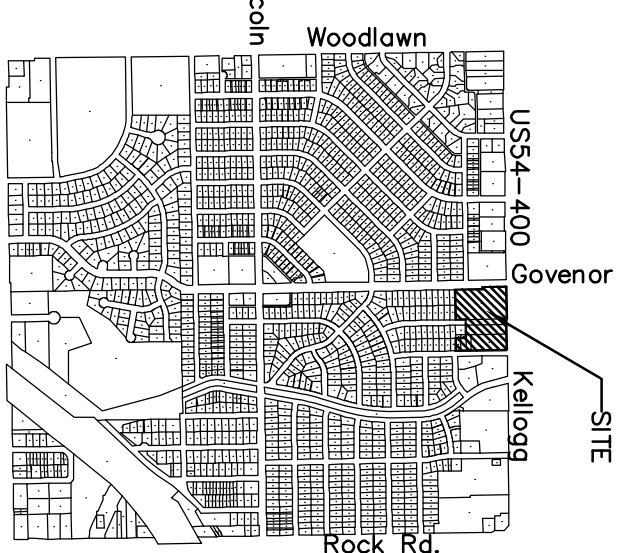 coln
Woodlawn
US54-400
Govenor
SITE
Kellogg
Rock Rd.